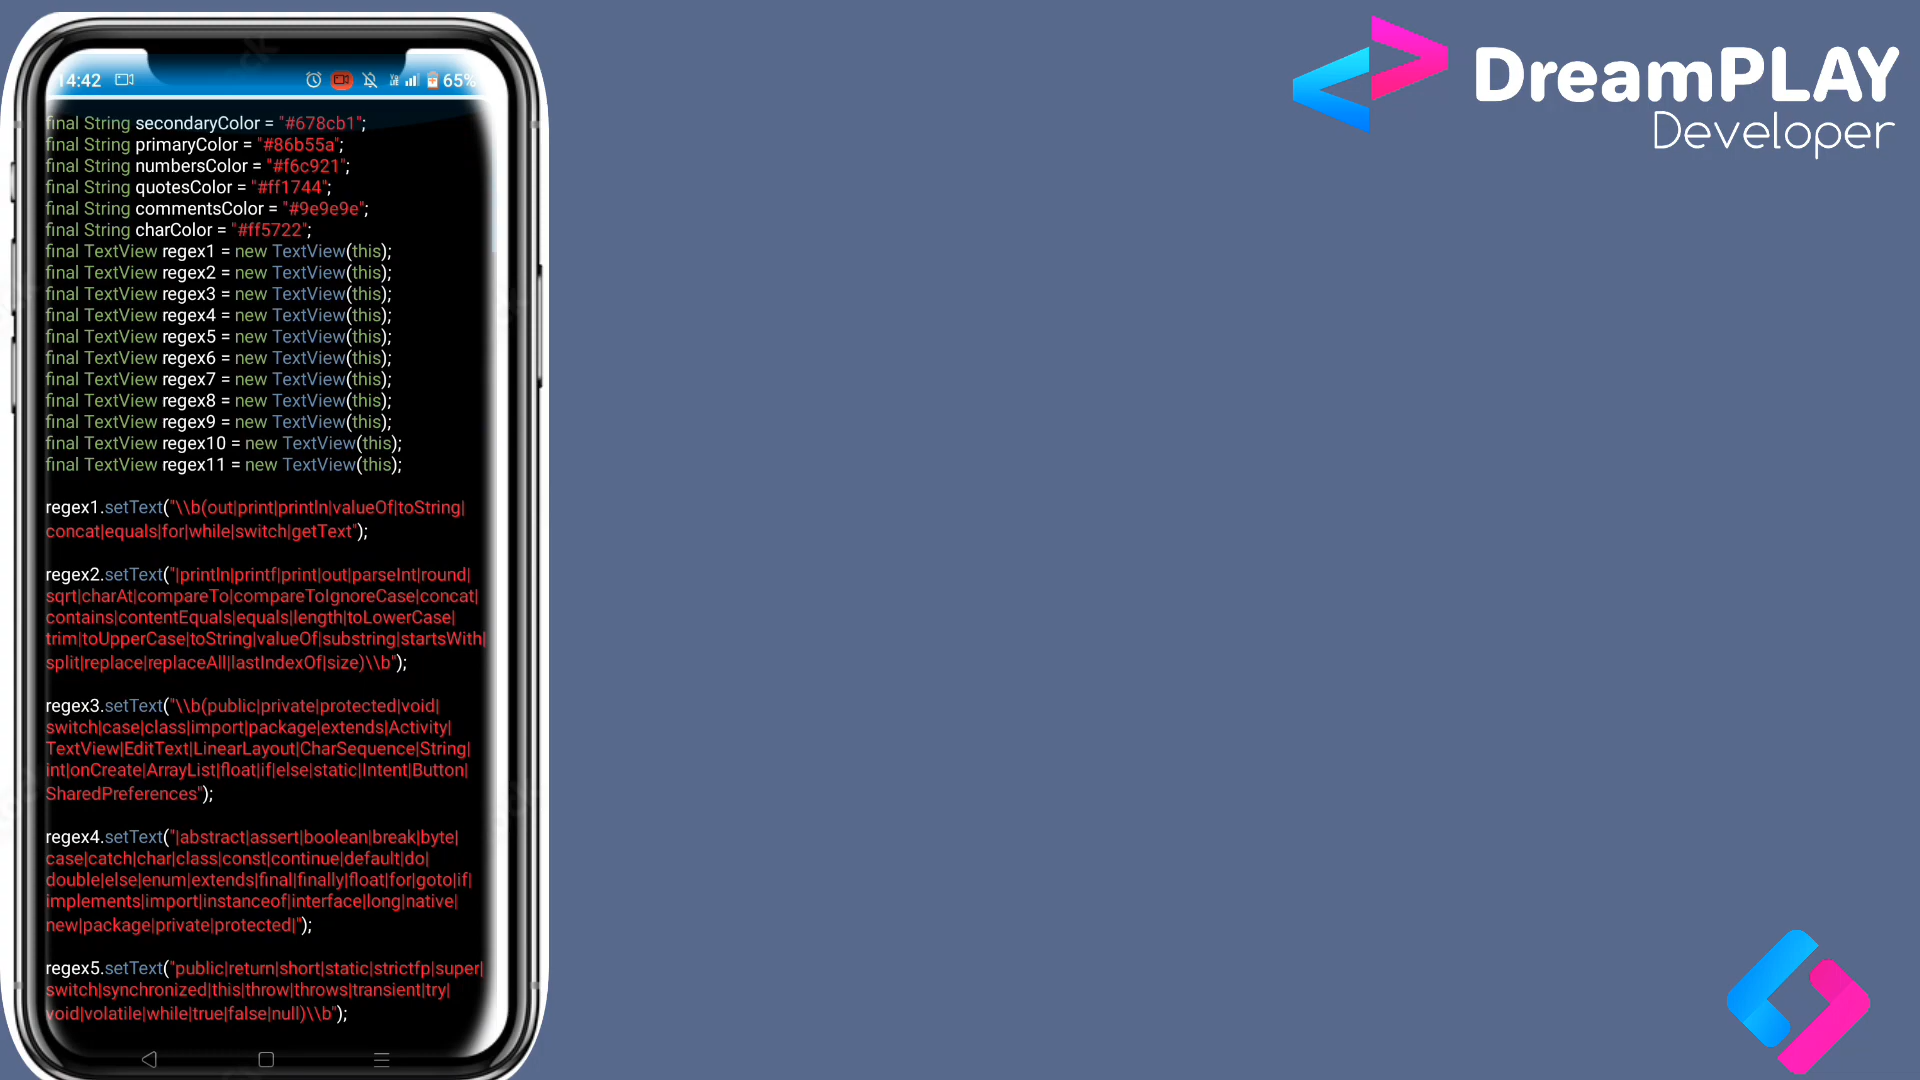 14:42
65%
final String secondaryColor = "#678cb1";
final String primaryColor = "#86b55a";
final String numbersColor = "#f6c921";
final String quotesColor = "#ff1744";
final String commentsColor = "#9e9e9e";
final String charColor = "#ff5722";
final TextView regex1 = new TextView(this);
final TextView regex2 = new TextView(this);
final TextView regex3 = new TextView(this);
final TextView regex4 = new TextView(this);
final TextView regex5 = new TextView(this);
final TextView regex6 = new TextView(this);
final TextView regex7 = new TextView(this);
final TextView regex8 = new TextView(this);
final TextView regex9 = new TextView(this);
final TextView regex10 = new TextView(this);
final TextView regex11 = new TextView(this);
regex1.setText("\\b(out|print|println|valueOf|toString|
concat|equals|for|while|switch|getText");
regex2.setText("|println|printf|print|out|parseInt|round|
sqrt|charAt|compareTo|compareToIgnoreCase|concat|
contains|contentEquals|equals|length|toLowerCase|
trim|toUpperCase|toString|valueOf|substring|startsWith|
split|replace|replaceAll|lastIndexOf|size)\\b");
regex3.setText("\\b(public|private|protected|void|
switch|case|class|import|package|extends|Activity|
TextView|EditText|LinearLayout|CharSequence|String|
int|onCreate|ArrayList|float|if|else|static|Intent|Button|
SharedPreferences");
regex4.setText("|abstract|assert|boolean|break|byte|
case|catch|char|class|const|continue|default|do|
double|else|enum|extends|final|finally|float|for|goto|if|
implements|import|instanceof|interface|long|native|
new|package|private|protected|");
regex5.setText("public|return|short|static|strictfp|super|
switch|synchronized|this|throw|throws|transient|try|
void|volatile|while|true|false|null)\\b");
DreamPLAY
Developer